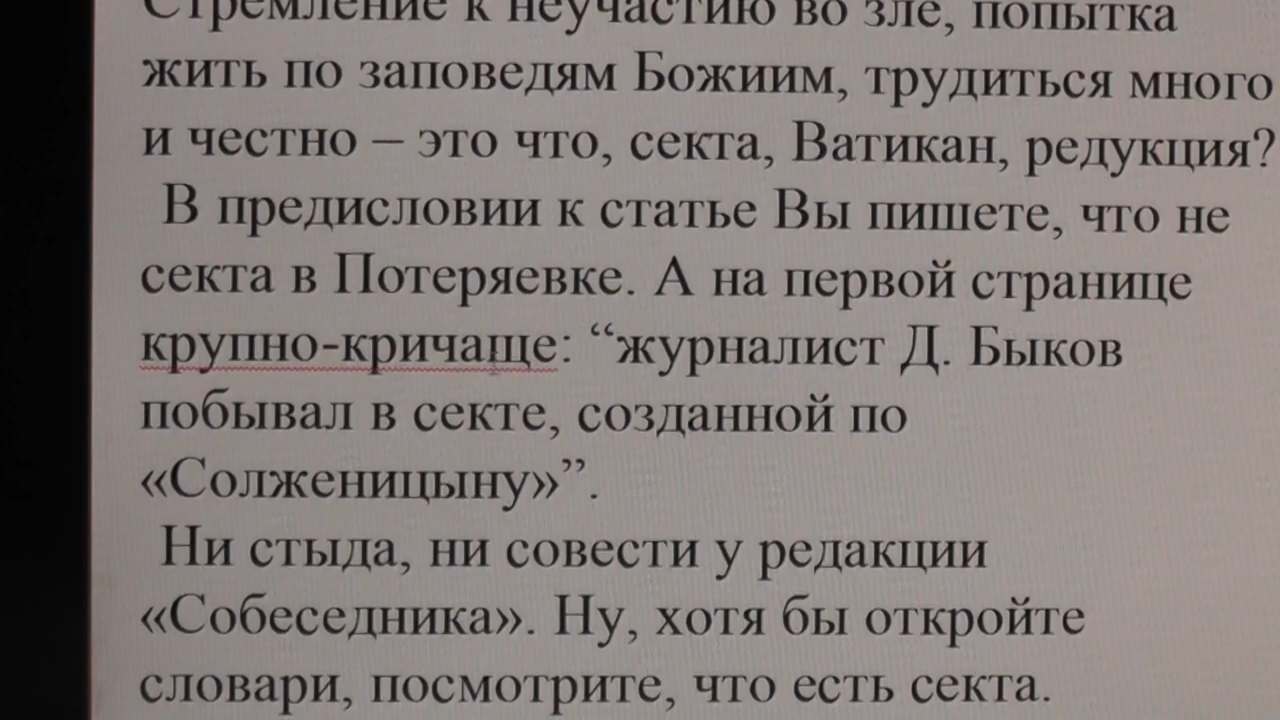 Стремление к неучастию во зле, попытка
жить по заповедям Божиим, трудиться много
и честно – это что, секта, Ватикан, редукция?
В предисловии к статье Вы пишете, что не
секта в Потеряевке. А на первой странице
крупно-кричаще: “журналист Д. Быков
побывал в секте, созданной по
«Солженицыну»”.
Ни стыда, ни совести у редакции
«Собеседника». Ну, хотя бы откройте
словари, посмотрите, что есть секта.